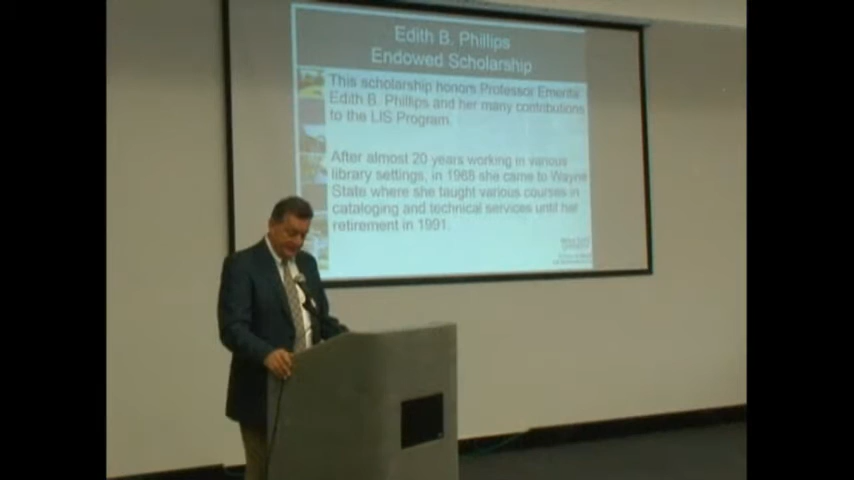 Edith B. Phillips
Endowed Scholarship
This scholarship honors Professor Emerita
Edith B. Phillips and her many contributions
to the LIS Program.
After almost 20 years working in various
library settings, in 1968 she came to Wayne
State where she taught various courses in
cataloging and technical services until her
retirement in 1991.